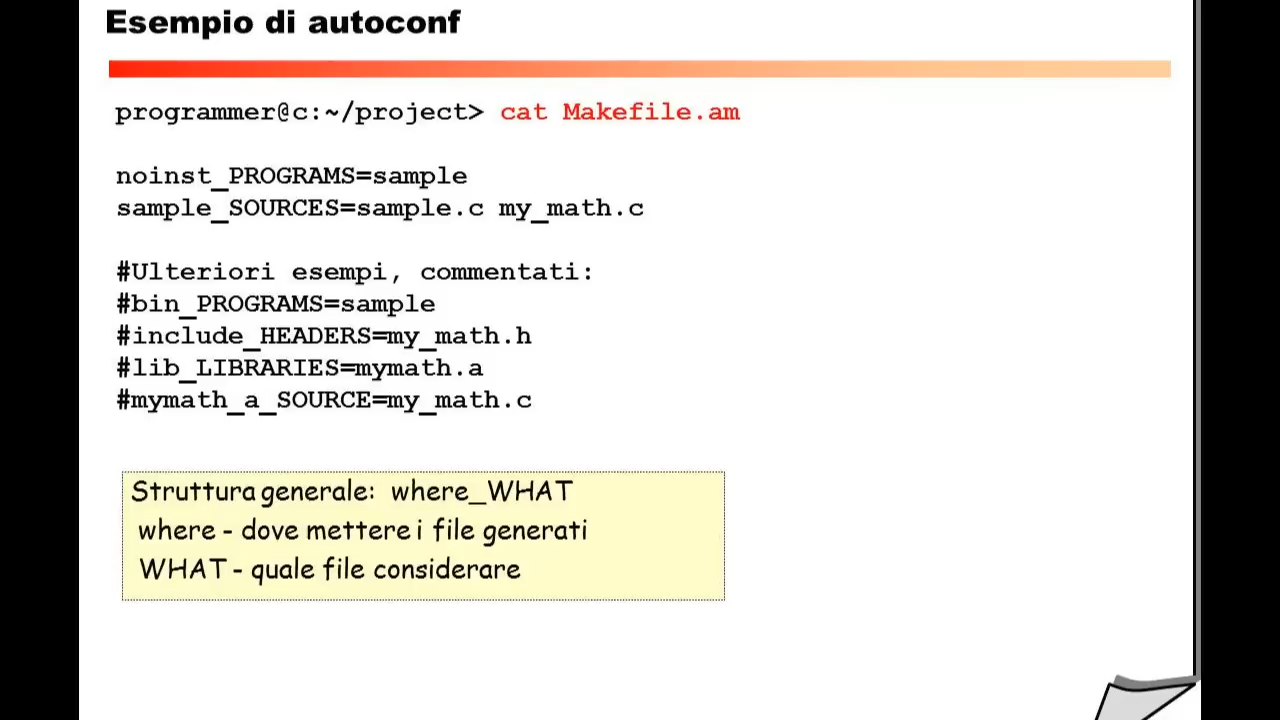 Esempio di autoconf
programmer@c:~/project> cat Makefile.am
noinst_PROGRAMS=sample
sample_SOURCES=sample.c my_math.c
#Ulteriori esempi, commentati:
#bin_PROGRAMS=sample
#include_HEADERS=my_math.h
#lib_LIBRARIES=mymath.a
#mymath_a_SOURCE=my_math.c
Struttura generale: where_WHAT
where - dove mettere i file generati
WHAT - quale file considerare